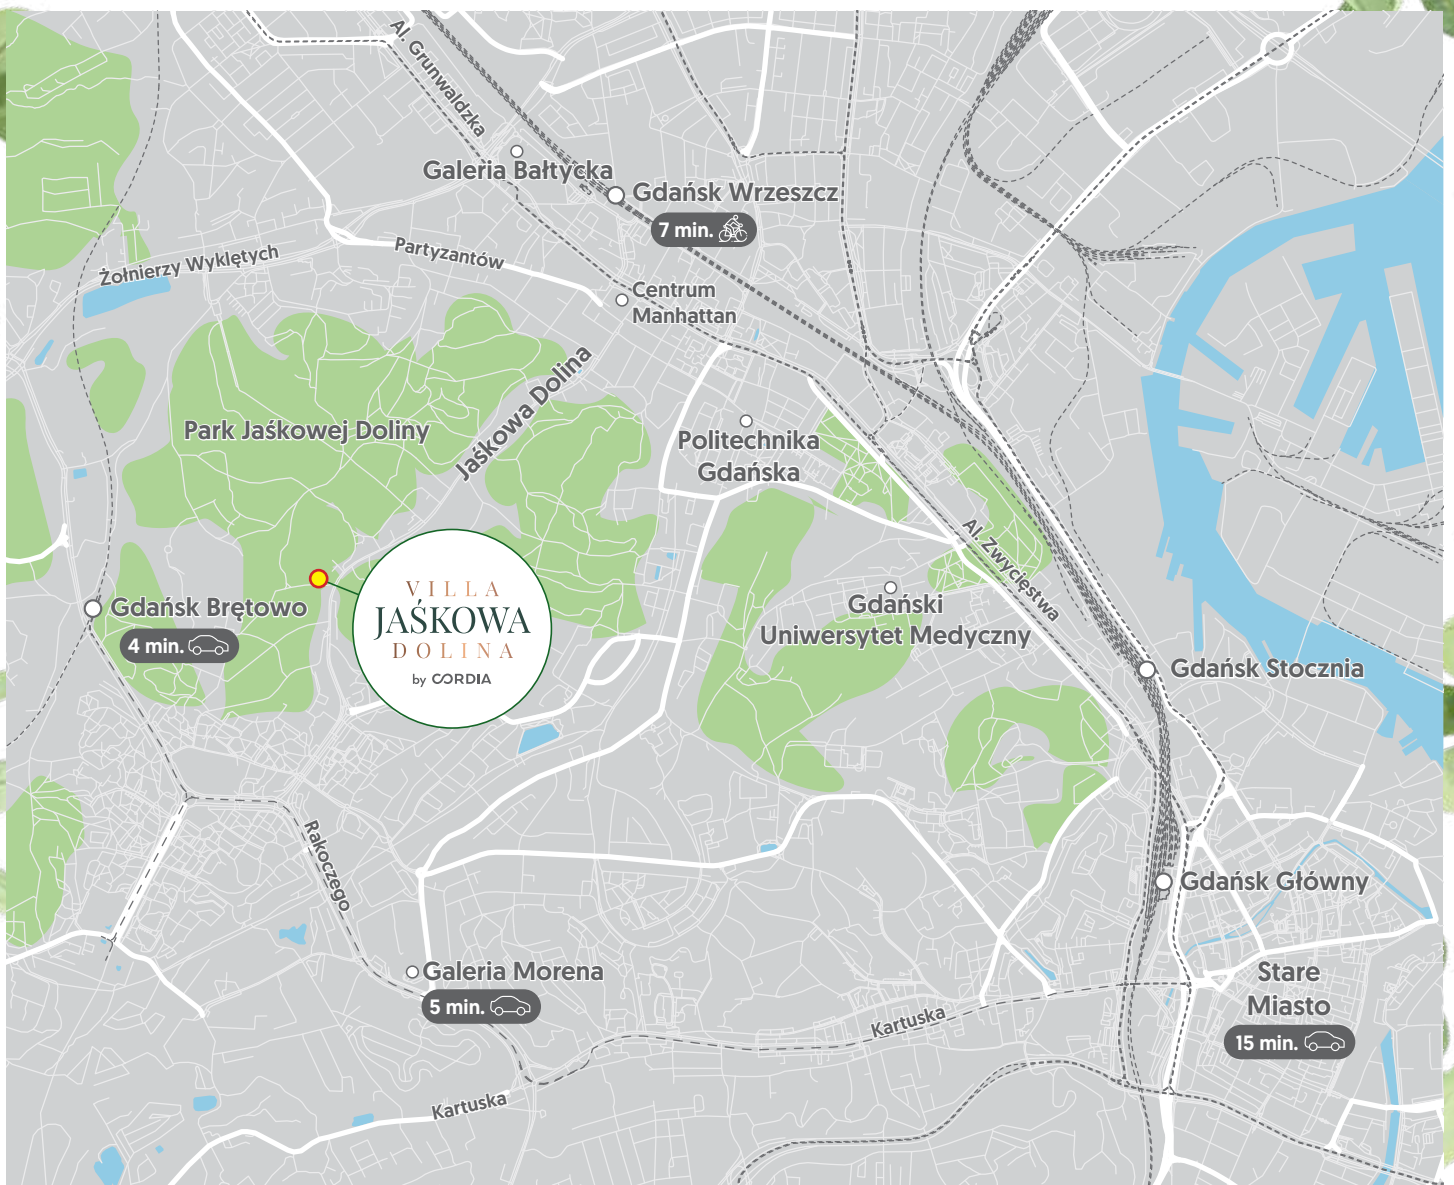 Al. Grunwaldzka
Galeria Bałtycka
Gdańsk Wrzeszcz
7 min.
Żołnierzy Wyklętych
Partyzantów
Centrum
Manhattan
Jaśkowa Dolina
Park Jaśkowej Doliny
Politechnika
Gdańska
Al. Zwycięstwa
Gdańsk Brętowo
4 min.
VILLA
JAŚKOWA
DOLINA
by CORDIA
Gdański
Uniwersytet Medyczny
Gdańsk Stocznia
Rakoczego
Gdańsk Główny
Galeria Morena
5 min.
Stare
Miasto
15 min.
Kartuska
Kartuska